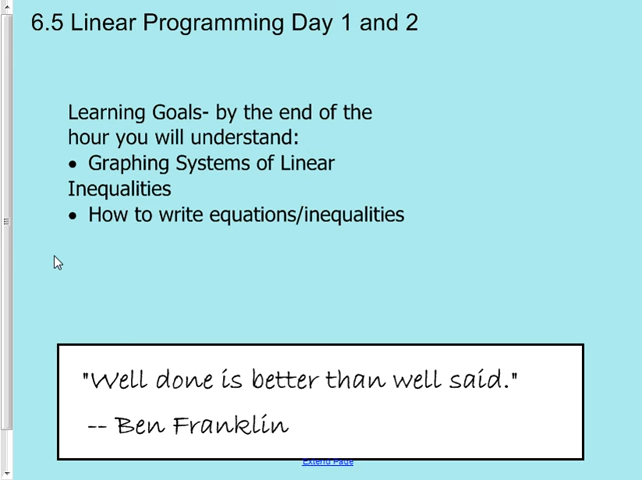 6.5 Linear Programming Day 1 and 2
Learning Goals- by the end of the
hour you will understand:
• Graphing Systems of Linear
Inequalities
• How to write equations/inequalities
"Well done is better than well said."
-- Ben Franklin
Extend Page